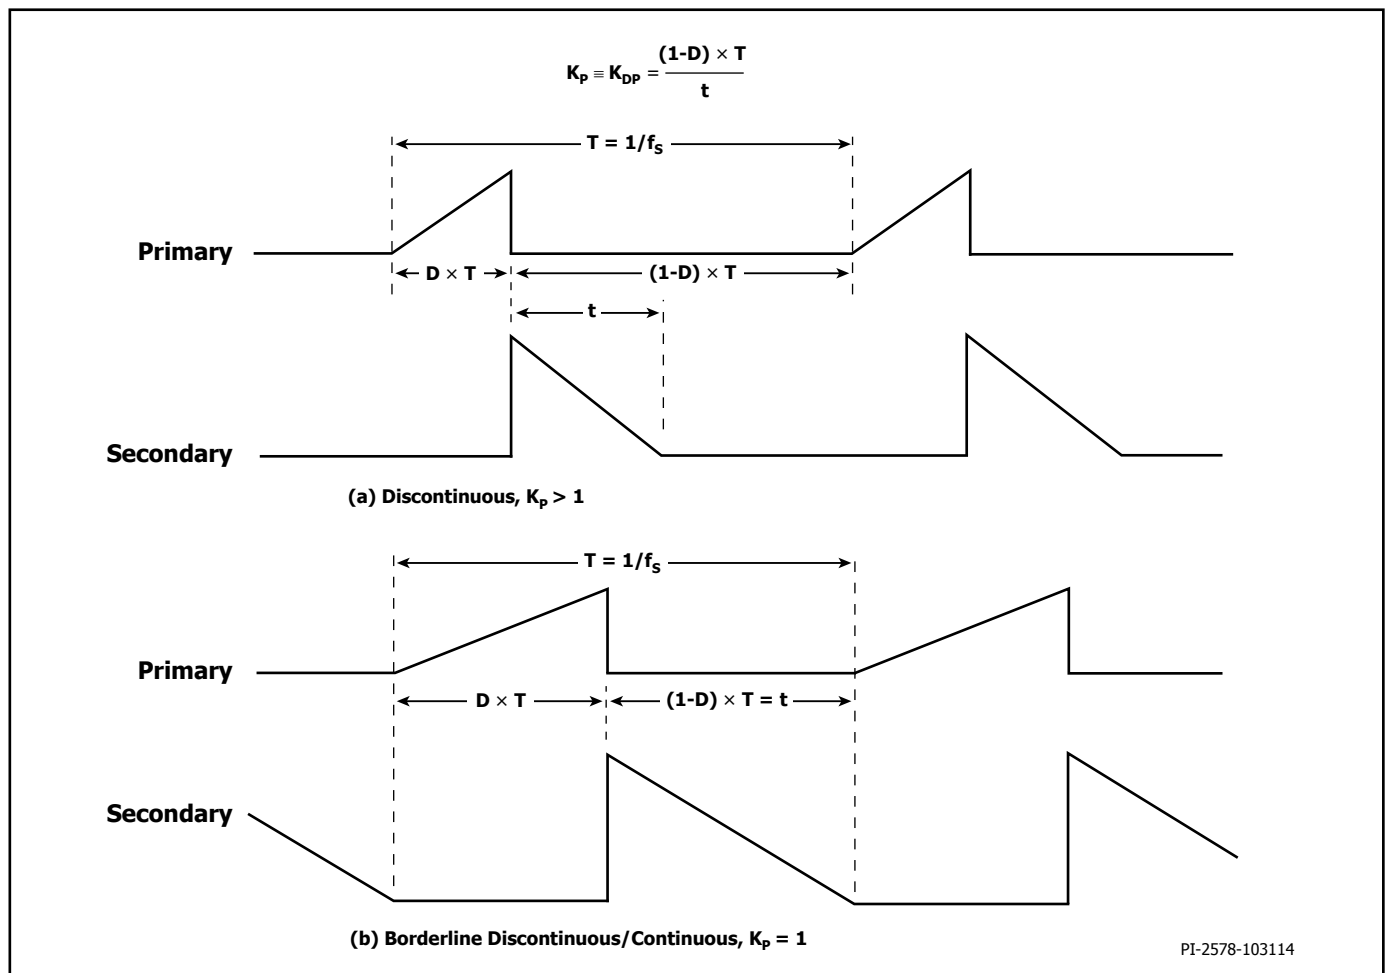 K_P ≡ K_DP = (1-D) × T / t
T = 1/f_S
Primary
D × T
(1-D) × T
t
Secondary
(a) Discontinuous, K_P > 1
T = 1/f_S
Primary
D × T
(1-D) × T = t
Secondary
(b) Borderline Discontinuous/Continuous, K_P = 1
PI-2578-103114